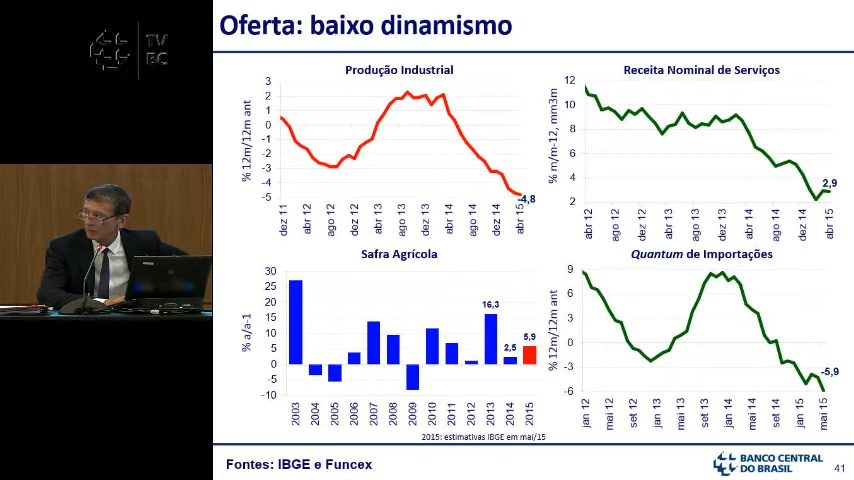 TV
BC
Oferta: baixo dinamismo
Produção Industrial
% 12m/12m ant
3
2
1
0
-1
-2
-3
-4
-5
-4,8
dez 11
abr 12
ago 12
dez 12
abr 13
ago 13
dez 13
abr 14
ago 14
dez 14
abr 15
Receita Nominal de Serviços
% m/m-12, mm3m
12
10
8
6
4
2
2,9
abr 12
ago 12
dez 12
abr 13
ago 13
dez 13
abr 14
ago 14
dez 14
abr 15
Safra Agrícola
% a/a-1
30
25
20
15
10
5
0
-5
-10
16,3
2,5
5,9
2003
2004
2005
2006
2007
2008
2009
2010
2011
2012
2013
2014
2015
2015: estimativas IBGE em mai/15
Quantum de Importações
% 12m/12m ant
9
6
3
0
-3
-6
-5,9
jan 12
mai 12
set 12
jan 13
mai 13
set 13
jan 14
mai 14
set 14
jan 15
mai 15
Fontes: IBGE e Funcex
BANCO CENTRAL
DO BRASIL
41